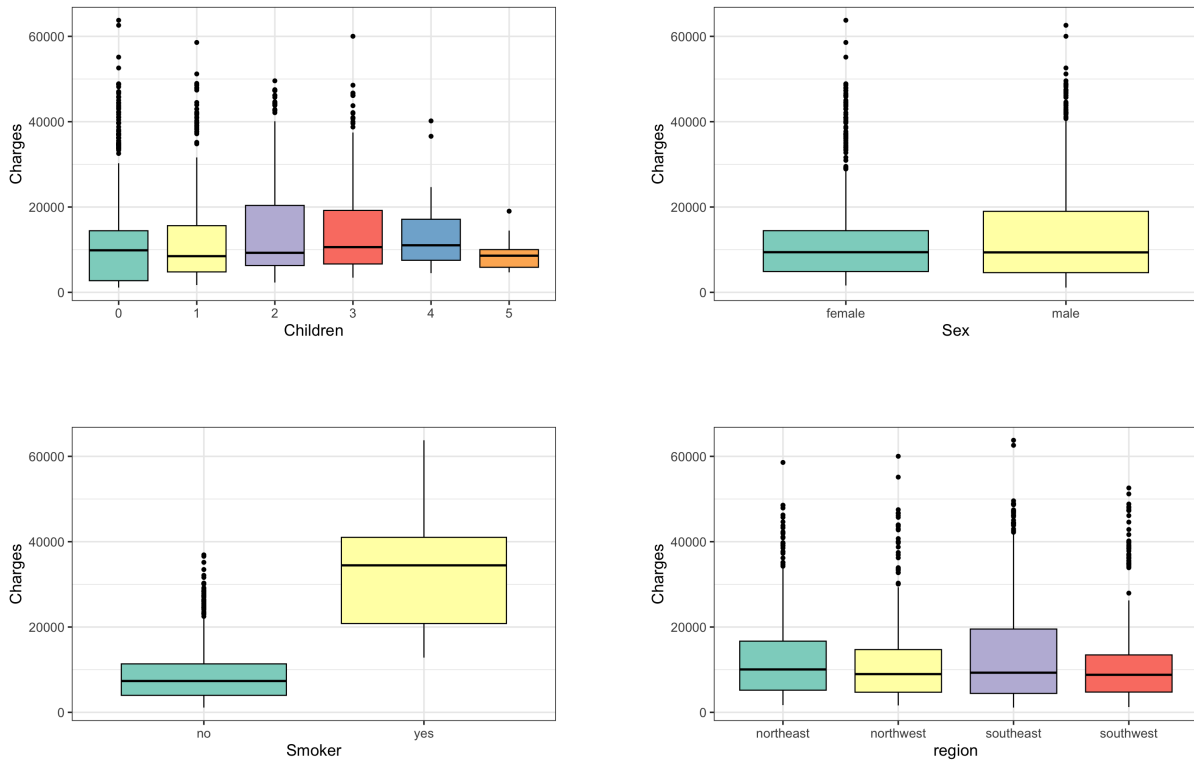 Charges
60000
40000
20000
0
0 1 2 3 4 5
Children
Charges
60000
40000
20000
0
female male
Sex
Charges
60000
40000
20000
0
no yes
Smoker
Charges
60000
40000
20000
0
northeast northwest southeast southwest
region